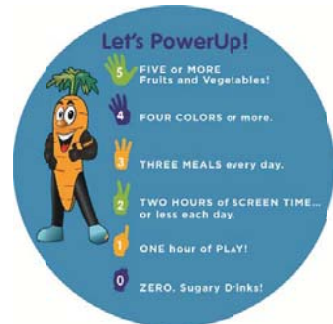 Let's PowerUp!
5 FIVE or MORE
Fruits and Vegetables!
4 FOUR COLORS or more.
3 THREE MEALS every day.
2 TWO HOURS of SCREEN TIME...
or less each day.
1 ONE hour of PLAY!
0 ZERO. Sugary Drinks!